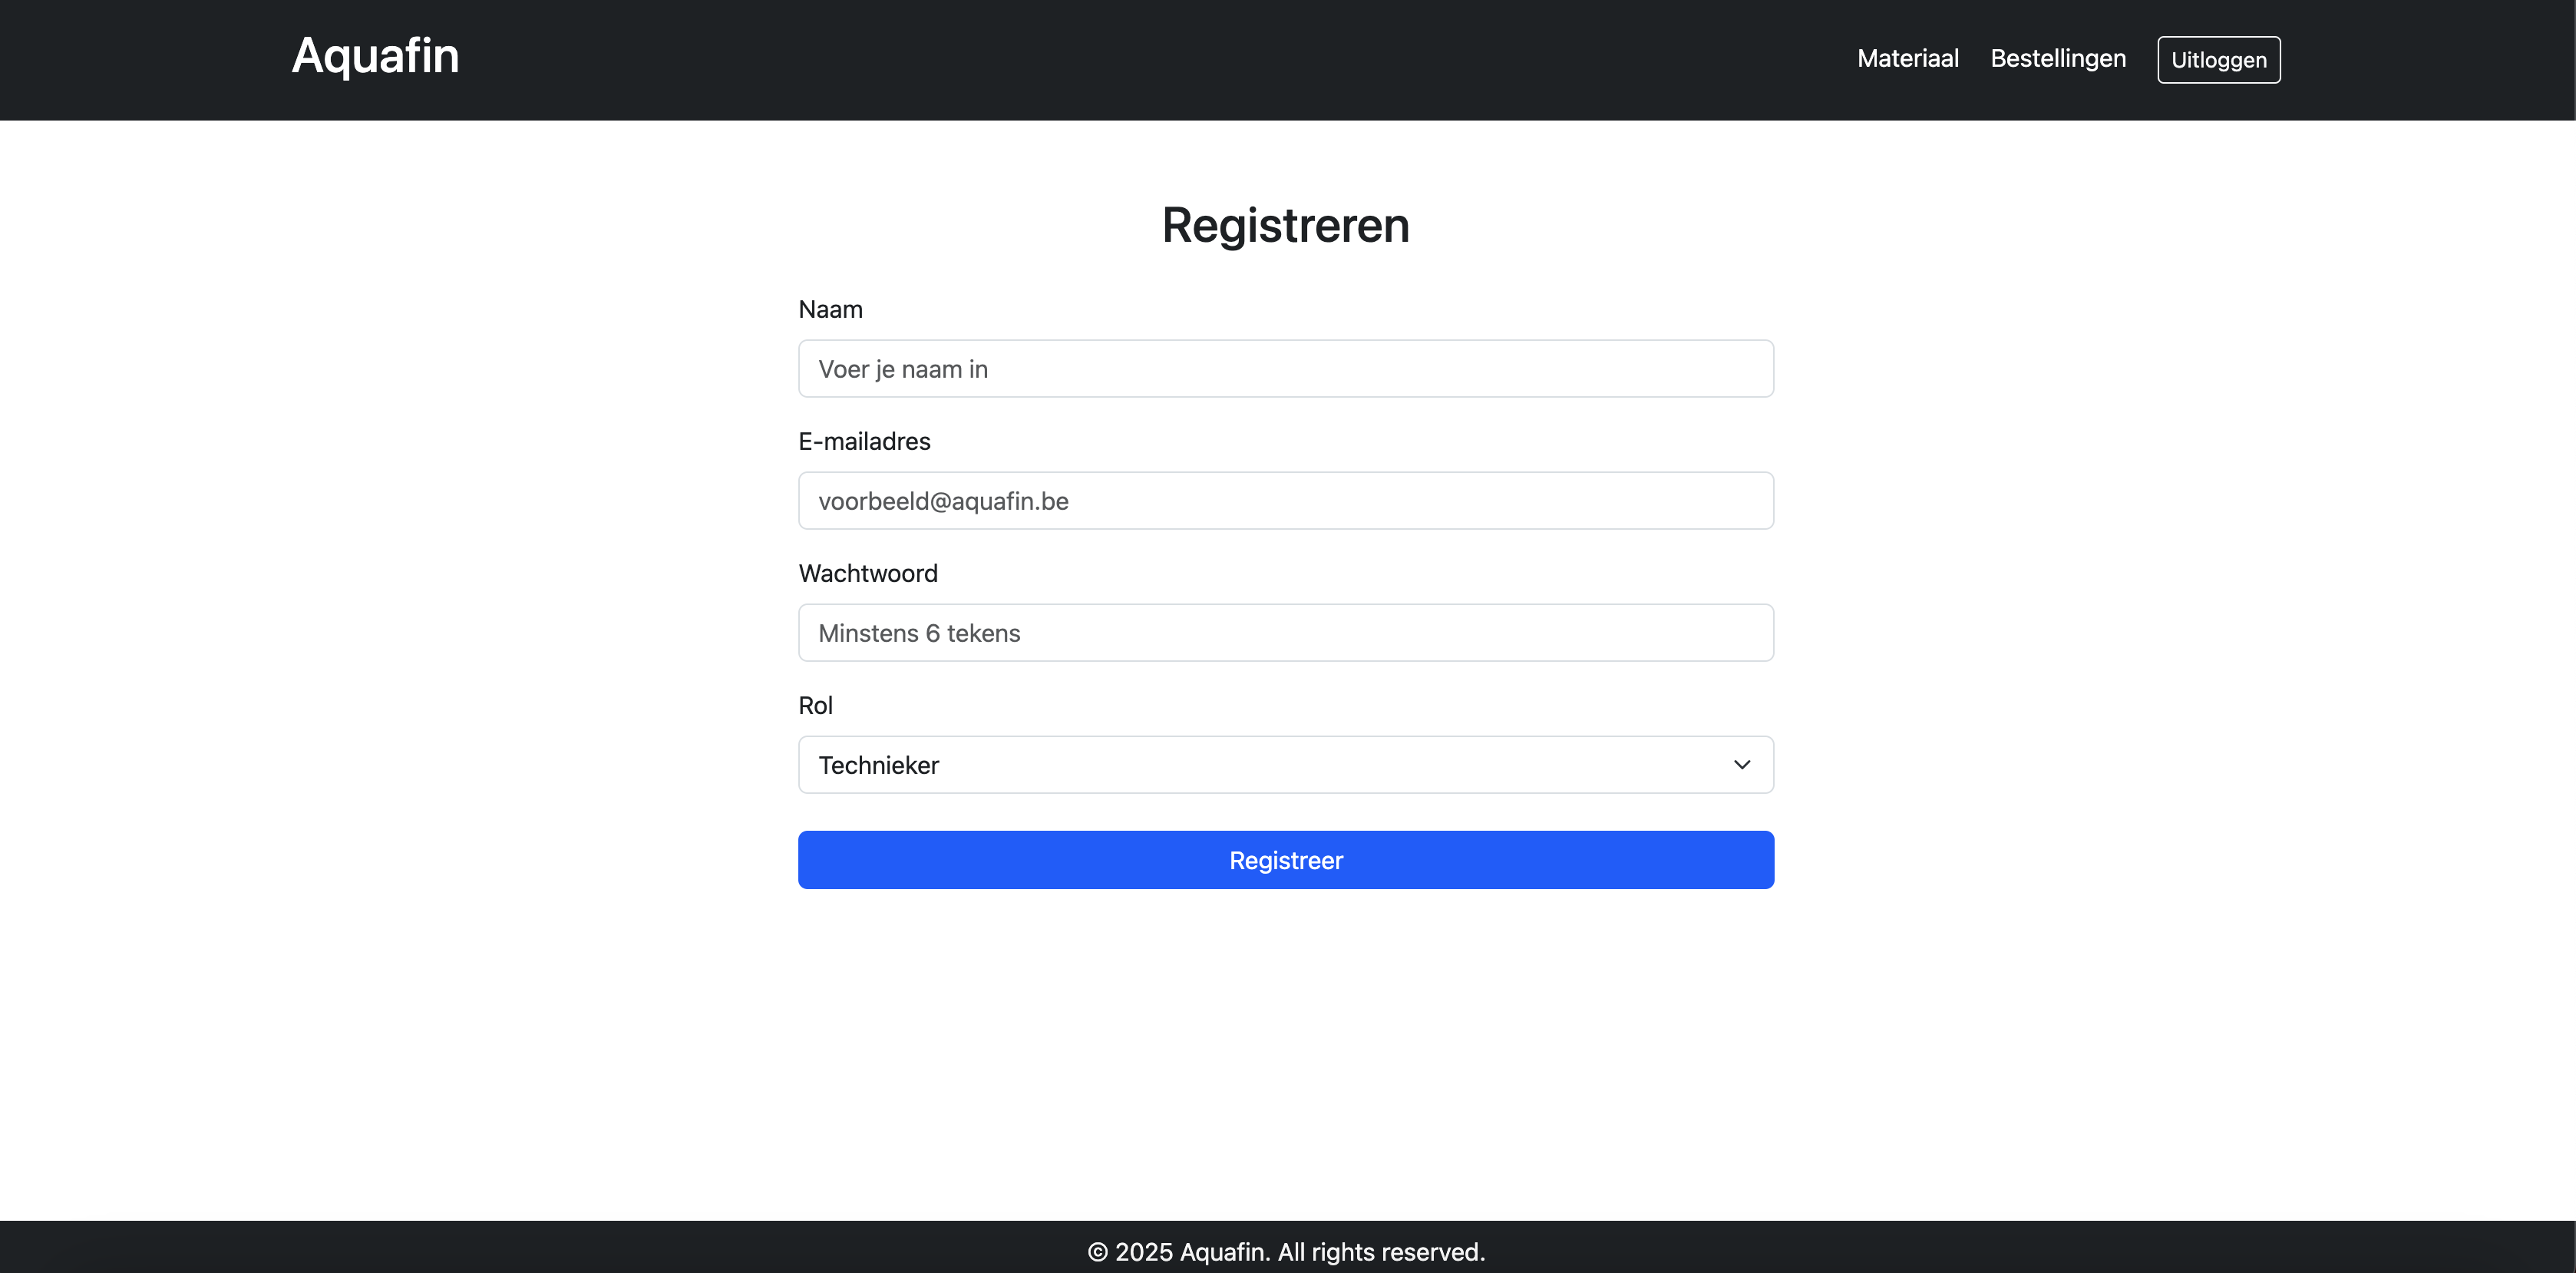 Aquafin
Materiaal Bestellingen Uitloggen
Registreren
Naam
Voer je naam in
E-mailadres
voorbeeld@aquafin.be
Wachtwoord
Minstens 6 tekens
Rol
Technieker
Registreer
© 2025 Aquafin. All rights reserved.